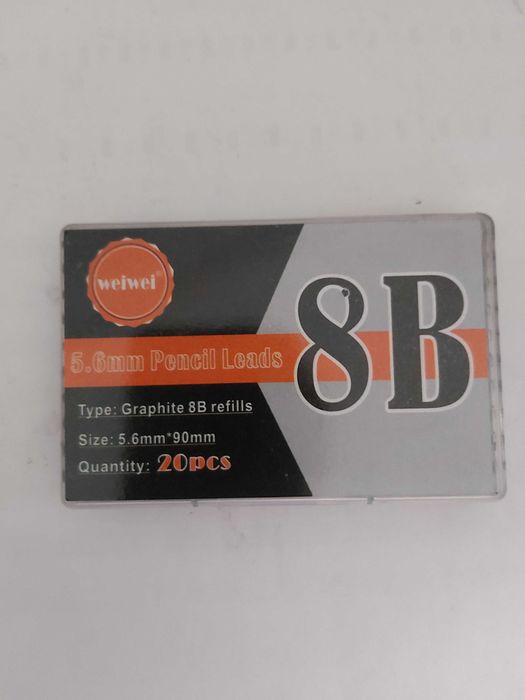 weiwei®
8B
5.6mm Pencil Leads
Type: Graphite 8B refills
Size: 5.6mm*90mm
Quantity: 20pcs